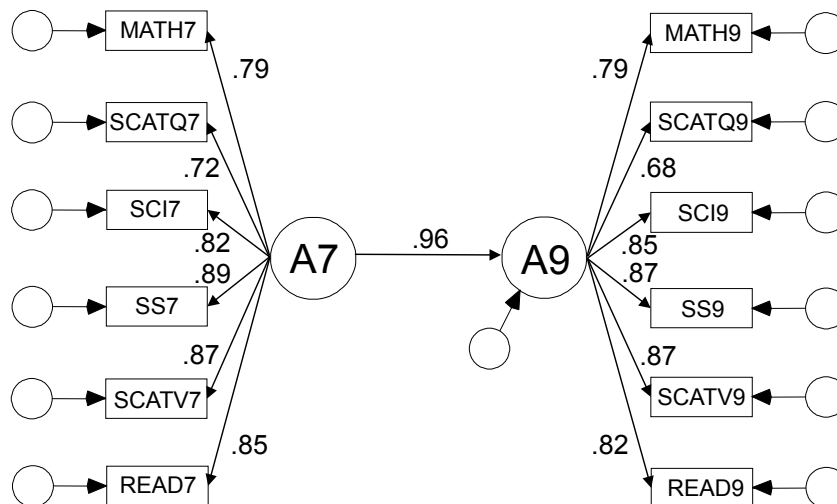 MATH7
MATH9
.79
.79
SCATQ7
SCATQ9
.72
.68
SCI7
SCI9
.82
.96
.85
A7
A9
.89
.87
SS7
SS9
.87
.87
SCATV7
SCATV9
.85
.82
READ7
READ9